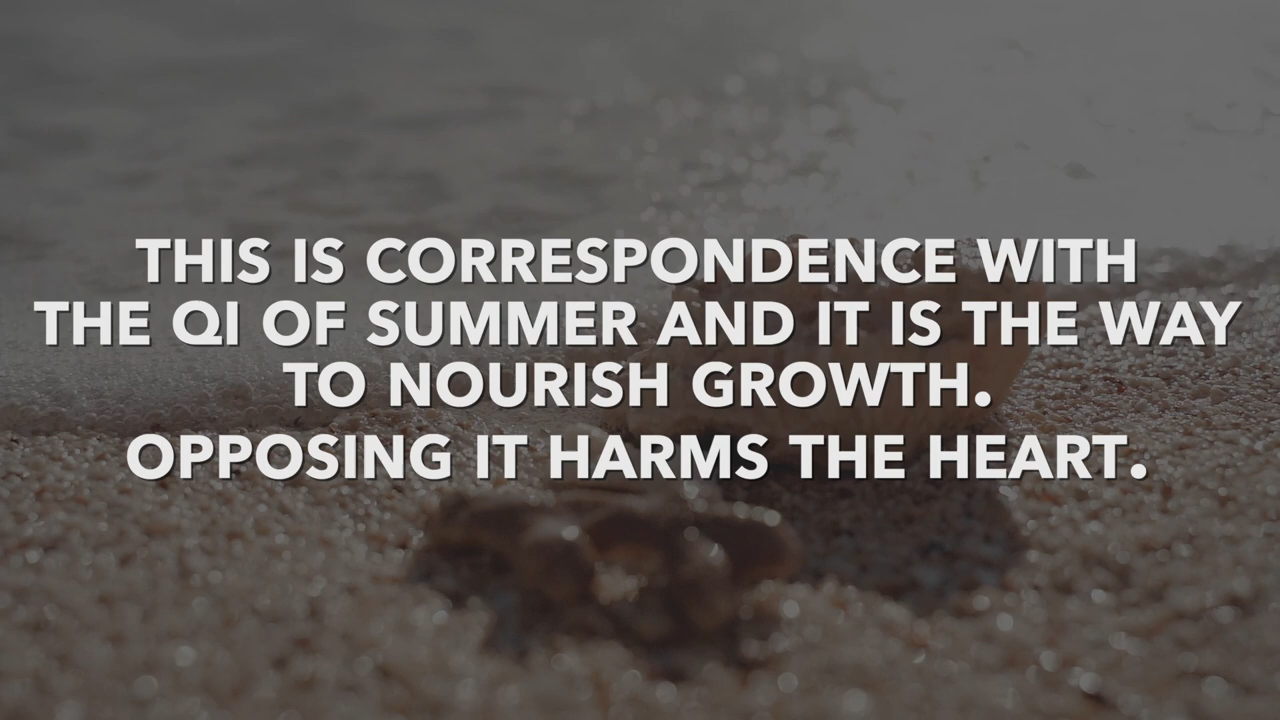 THIS IS CORRESPONDENCE WITH
THE QI OF SUMMER AND IT IS THE WAY
TO NOURISH GROWTH.
OPPOSING IT HARMS THE HEART.